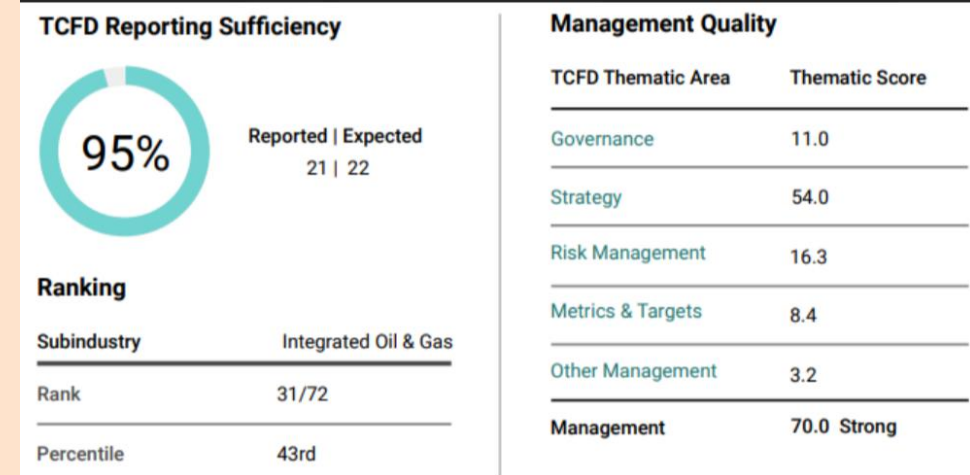 TCFD Reporting Sufficiency
95%
Reported | Expected
21 | 22
Ranking
Subindustry Integrated Oil & Gas
Rank 31/72
Percentile 43rd
Management Quality
TCFD Thematic Area Thematic Score
Governance 11.0
Strategy 54.0
Risk Management 16.3
Metrics & Targets 8.4
Other Management 3.2
Management 70.0 Strong